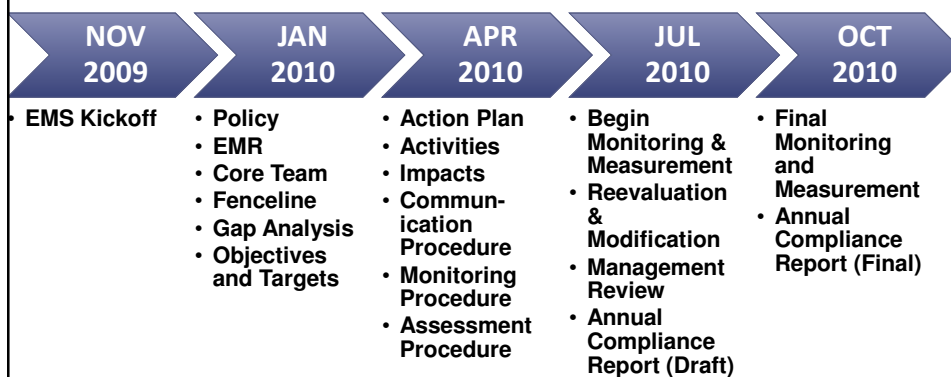 NOV
2009
• EMS Kickoff
JAN
2010
• Policy
• EMR
• Core Team
• Fenceline
• Gap Analysis
• Objectives
and Targets
APR
2010
• Action Plan
• Activities
• Impacts
• Commun-
ication
Procedure
• Monitoring
Procedure
• Assessment
Procedure
JUL
2010
• Begin
Monitoring &
Measurement
• Reevaluation
&
Modification
• Management
Review
• Annual
Compliance
Report (Draft)
OCT
2010
• Final
Monitoring
and
Measurement
• Annual
Compliance
Report (Final)